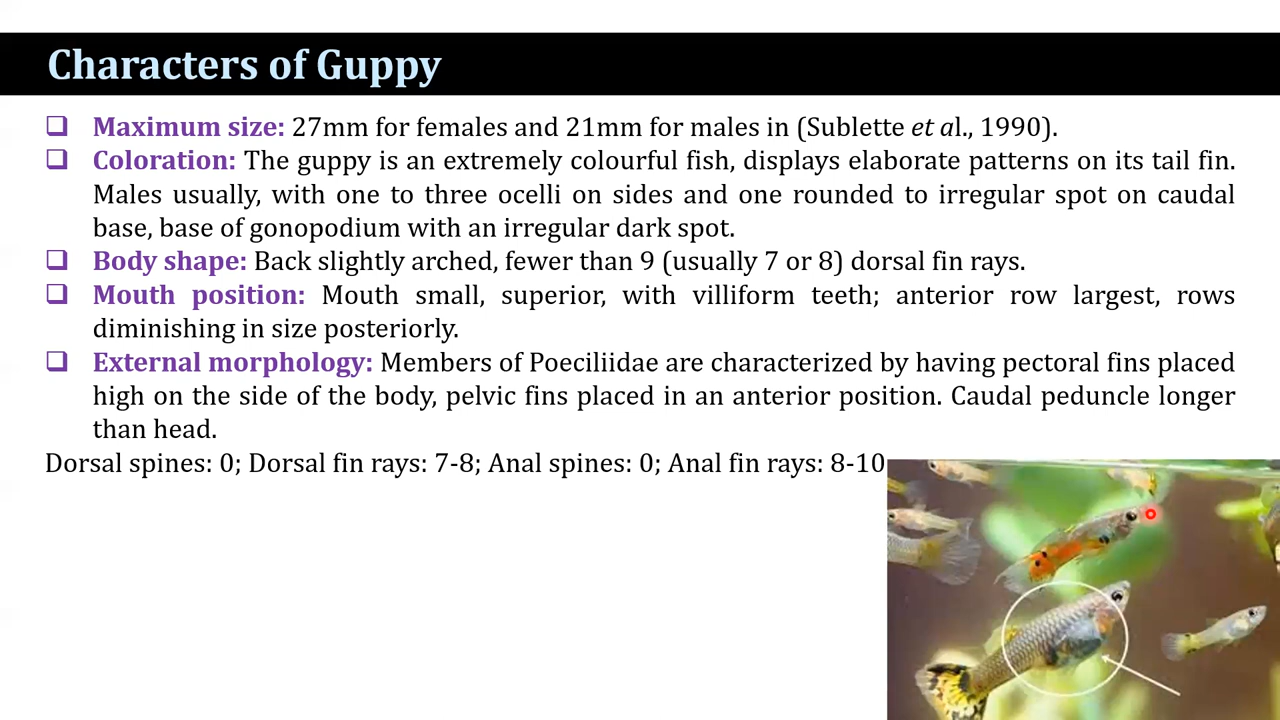 Characters of Guppy
❑ Maximum size: 27mm for females and 21mm for males in (Sublette et al., 1990).
❑ Coloration: The guppy is an extremely colourful fish, displays elaborate patterns on its tail fin.
Males usually, with one to three ocelli on sides and one rounded to irregular spot on caudal
base, base of gonopodium with an irregular dark spot.
❑ Body shape: Back slightly arched, fewer than 9 (usually 7 or 8) dorsal fin rays.
❑ Mouth position: Mouth small, superior, with villiform teeth; anterior row largest, rows
diminishing in size posteriorly.
❑ External morphology: Members of Poeciliidae are characterized by having pectoral fins placed
high on the side of the body, pelvic fins placed in an anterior position. Caudal peduncle longer
than head.
Dorsal spines: 0; Dorsal fin rays: 7-8; Anal spines: 0; Anal fin rays: 8-10